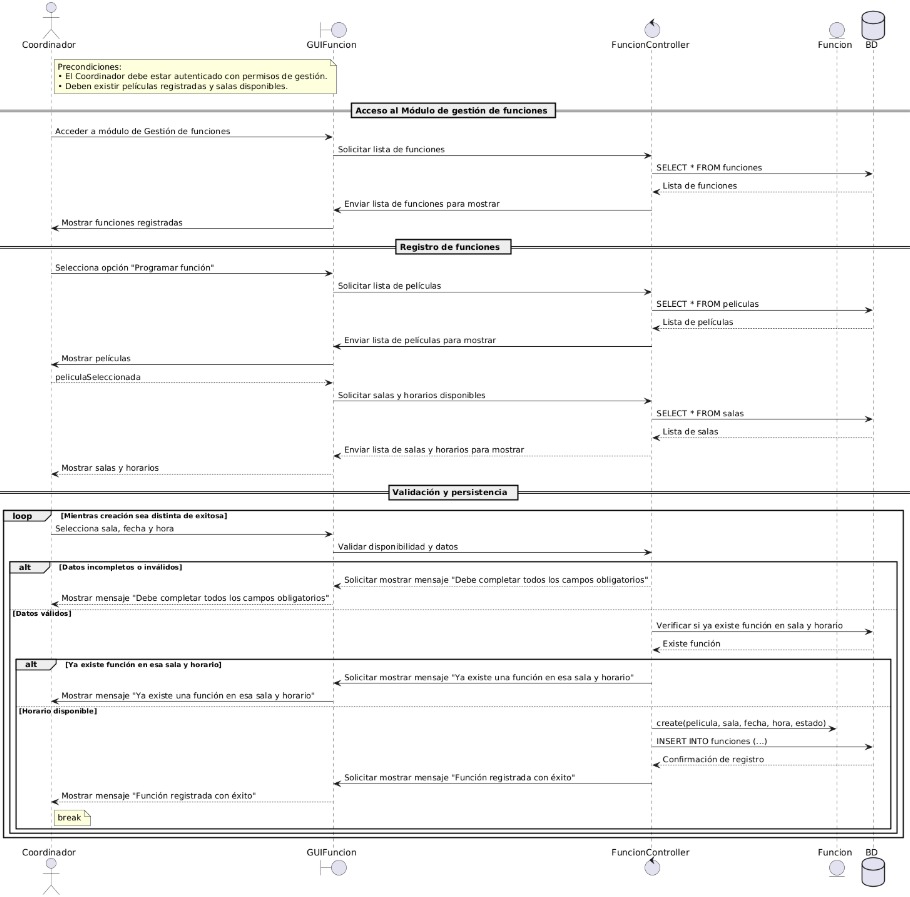 Coordinador
GUIFuncion
FuncionController
Funcion
BD
Precondiciones:
• El Coordinador debe estar autenticado con permisos de gestión.
• Deben existir películas registradas y salas disponibles.
Acceso al Módulo de gestión de funciones
Acceder a módulo de Gestión de funciones
Solicitar lista de funciones
SELECT * FROM funciones
Lista de funciones
Enviar lista de funciones para mostrar
Mostrar funciones registradas
Registro de funciones
Selecciona opción "Programar función"
Solicitar lista de películas
SELECT * FROM peliculas
Lista de películas
Enviar lista de películas para mostrar
Mostrar películas
peliculaSeleccionada
Solicitar salas y horarios disponibles
SELECT * FROM salas
Lista de salas
Enviar lista de salas y horarios para mostrar
Mostrar salas y horarios
Validación y persistencia
loop [Mientras creación sea distinta de exitosa]
Selecciona sala, fecha y hora
Validar disponibilidad y datos
alt [Datos incompletos o inválidos]
Solicitar mostrar mensaje "Debe completar todos los campos obligatorios"
Mostrar mensaje "Debe completar todos los campos obligatorios"
[Datos válidos]
Verificar si ya existe función en sala y horario
Existe función
alt [Ya existe función en esa sala y horario]
Solicitar mostrar mensaje "Ya existe una función en esa sala y horario"
Mostrar mensaje "Ya existe una función en esa sala y horario"
[Horario disponible]
create(pelicula, sala, fecha, hora, estado)
INSERT INTO funciones (...)
Confirmación de registro
Solicitar mostrar mensaje "Función registrada con éxito"
Mostrar mensaje "Función registrada con éxito"
break
Coordinador
GUIFuncion
FuncionController
Funcion
BD